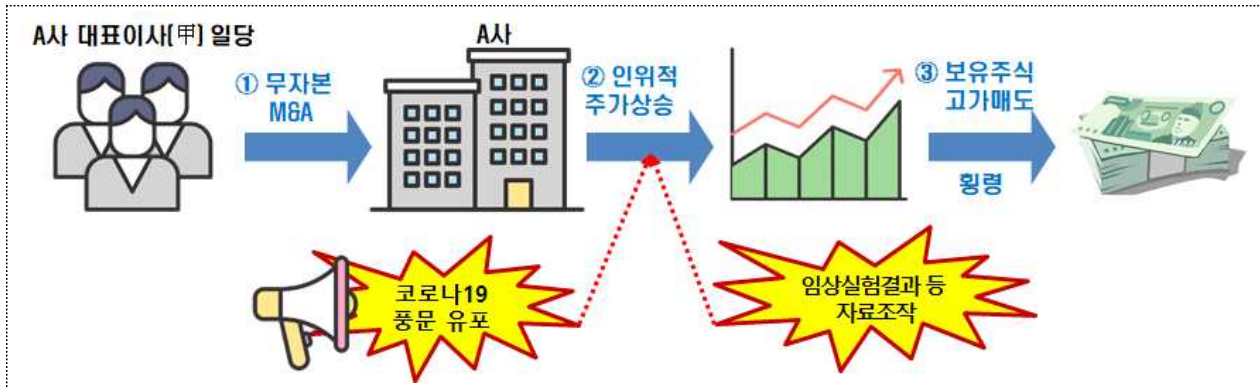 A사 대표이사(甲) 일당
A사
① 무자본
M&A
② 인위적
주가상승
③ 보유주식
고가매도
횡령
코로나19
풍문 유포
임상실험결과 등
자료조작